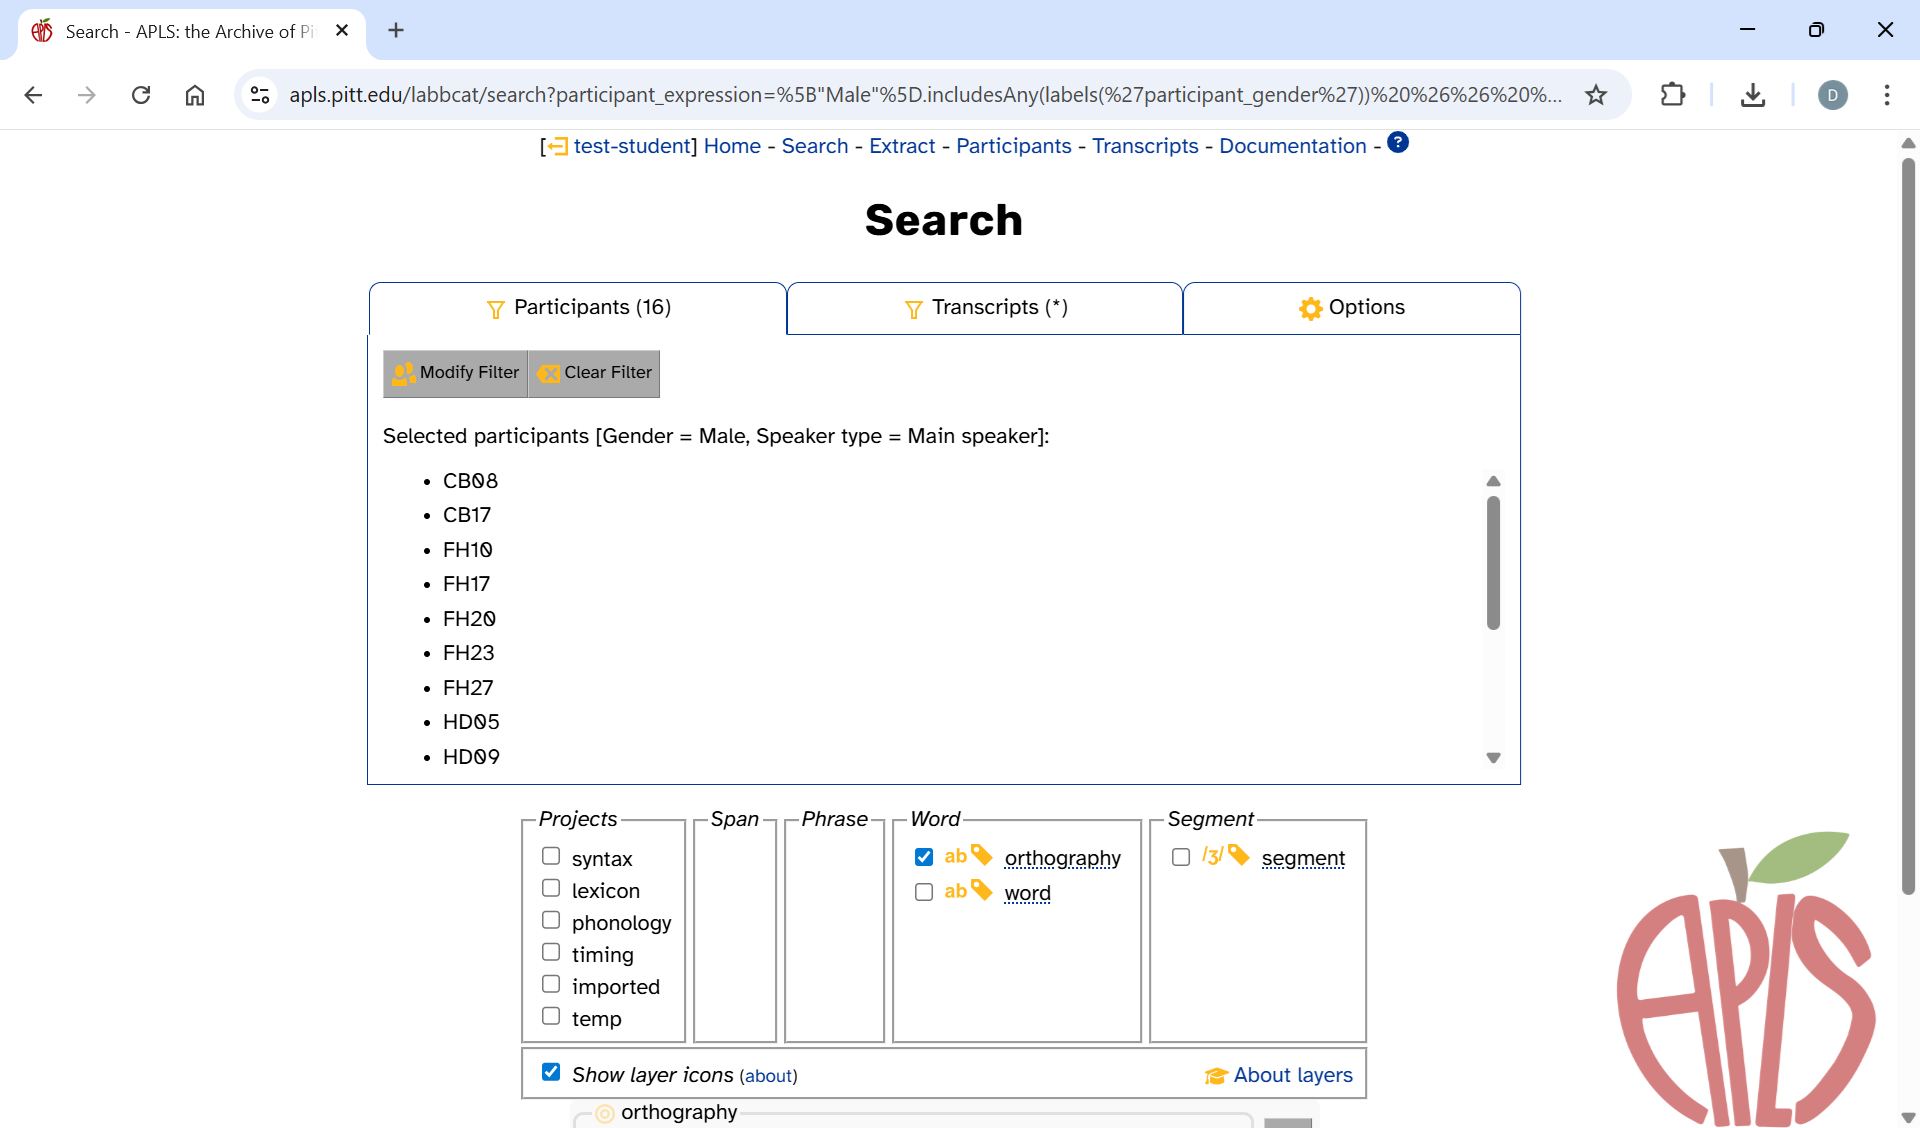 Search - APLS: the Archive of Pi
apls.pitt.edu/labbcat/search?participant_expression=%5B"Male"%5D.includesAny(labels(%27participant_gender%27))%20%26%26%20%...
D
[test-student] Home - Search - Extract - Participants - Transcripts - Documentation - ?
Search
Participants (16)
Transcripts (*)
Options
Modify Filter
Clear Filter
Selected participants [Gender = Male, Speaker type = Main speaker]:
• CB08
• CB17
• FH10
• FH17
• FH20
• FH23
• FH27
• HD05
• HD09
Projects
syntax
lexicon
phonology
timing
imported
temp
Span
Phrase
Word
ab orthography
ab word
Segment
/ʒ/ segment
Show layer icons (about)
About layers
orthography
APLS